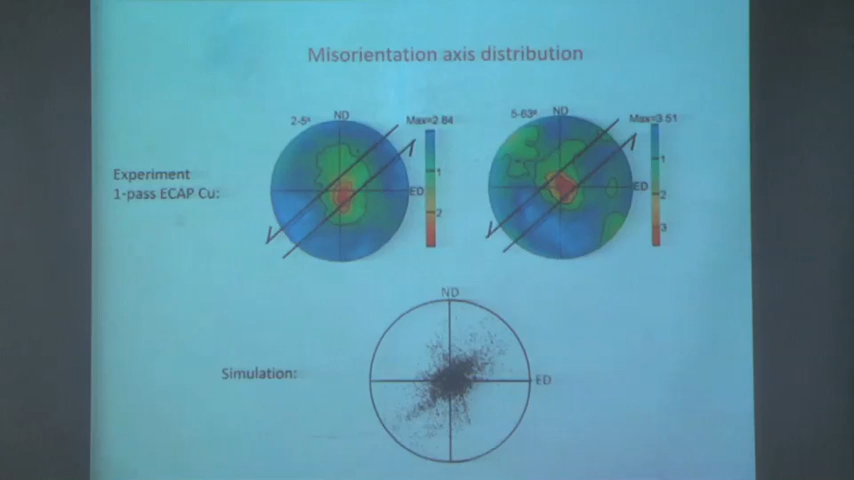 Misorientation axis distribution
2-5°
ND
Max=2.84
5-63°
ND
Max=3.51
Experiment
1-pass ECAP Cu:
ED
1
2
ED
1
2
3
ND
Simulation:
ED